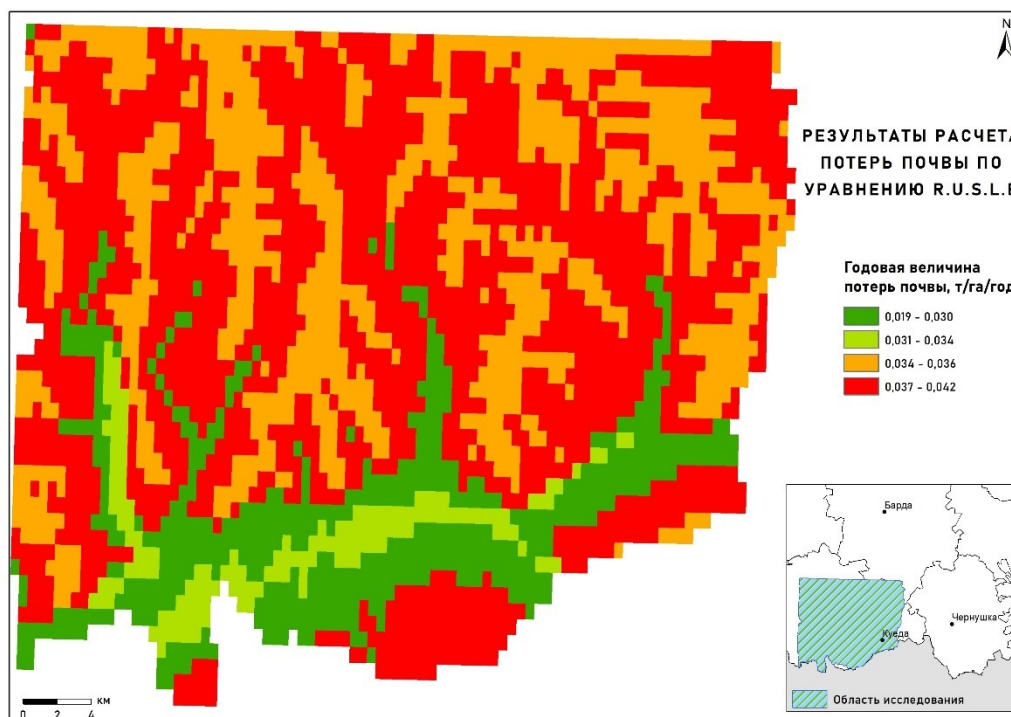 N
РЕЗУЛЬТАТЫ РАСЧЕТА
ПОТЕРЬ ПОЧВЫ ПО
УРАВНЕНИЮ R.U.S.L.E
Годовая величина
потерь почвы, т/га/год
0,019 - 0,030
0,031 - 0,034
0,034 - 0,036
0,037 - 0,042
Барда
Чернушка
Куеда
Область исследования
км
0 2 4